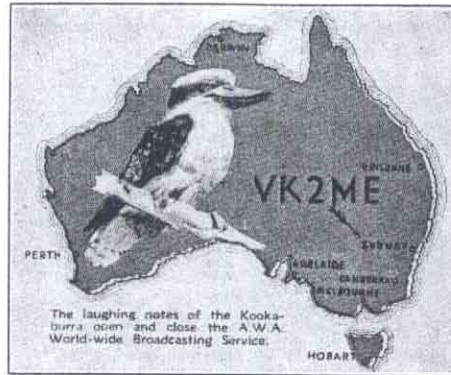 DARWIN
BRISBANE
VK2ME
SYDNEY
PERTH
ADELAIDE
CANBERRA
MELBOURNE
The laughing notes of the Kooka-
burra open and close the A.W.A.
World-wide Broadcasting Service.
HOBART